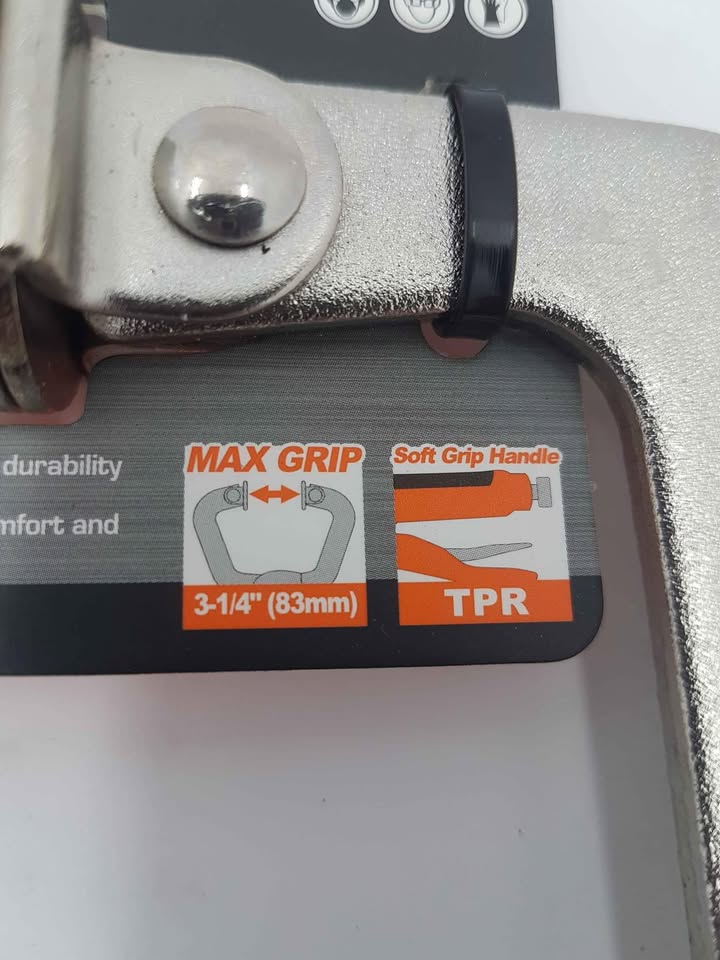 durability
mfort and
MAX GRIP
3-1/4" (83mm)
Soft Grip Handle
TPR